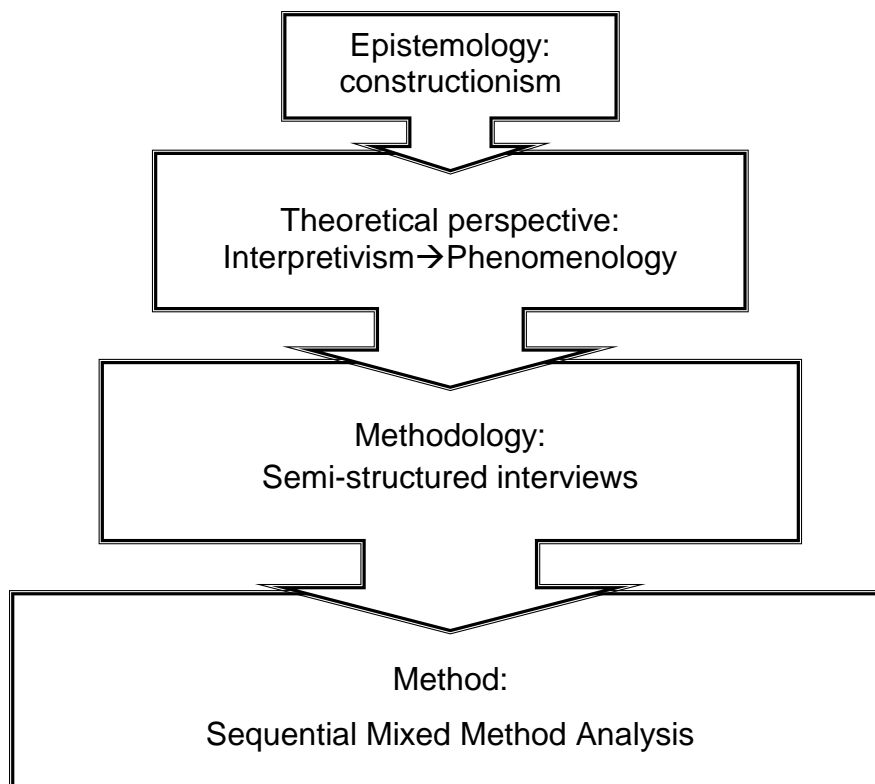 Epistemology:
constructionism
Theoretical perspective:
Interpretivism→Phenomenology
Methodology:
Semi-structured interviews
Method:
Sequential Mixed Method Analysis